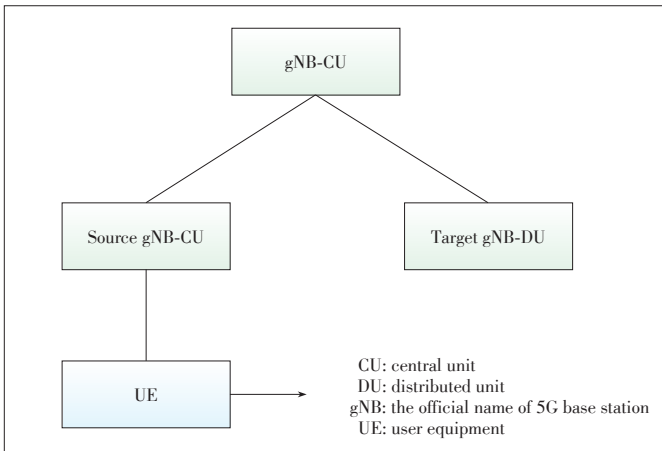 gNB-CU
Source gNB-CU
Target gNB-DU
UE
CU: central unit
DU: distributed unit
gNB: the official name of 5G base station
UE: user equipment